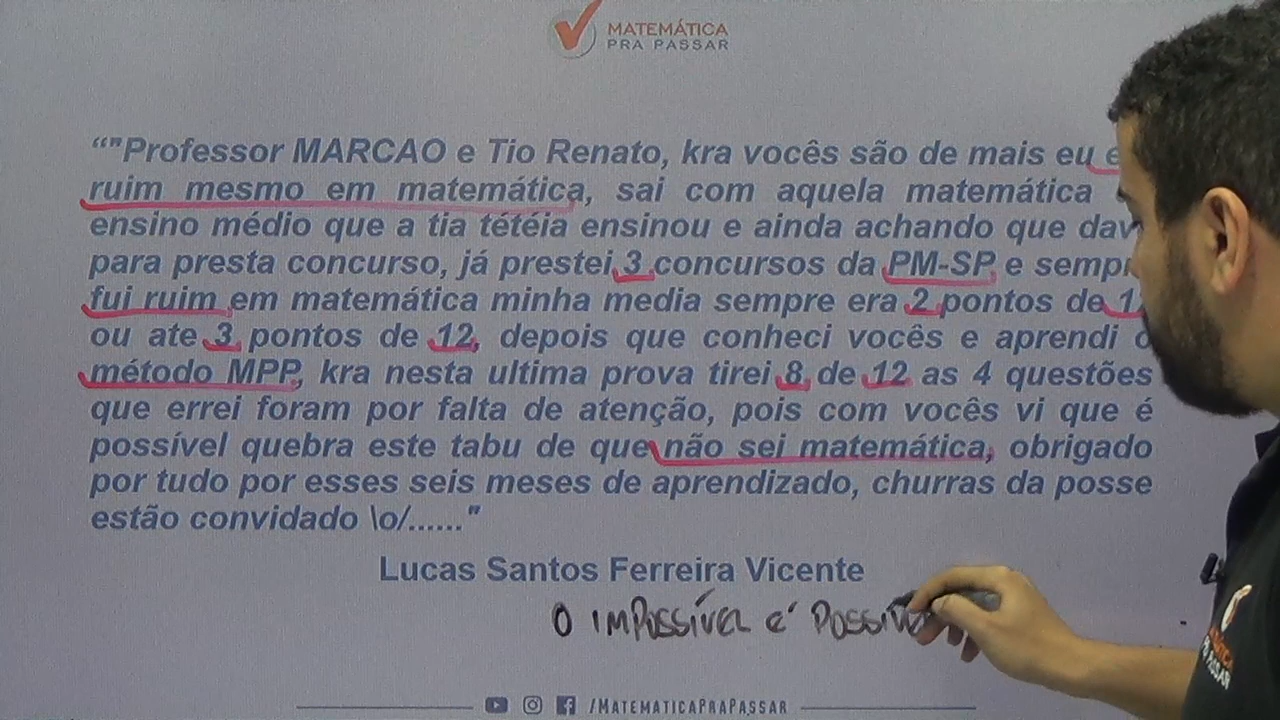 MATEMÁTICA
PRA PASSAR
“"Professor MARCAO e Tio Renato, kra vocês são de mais eu
ruim mesmo em matemática, sai com aquela matemática
ensino médio que a tia tétéia ensinou e ainda achando que
para presta concurso, já prestei 3 concursos da PM-SP e
fui ruim em matemática minha media sempre era 2 pontos de
ou ate 3 pontos de 12, depois que conheci vocês e aprendi
método MPP, kra nesta ultima prova tirei 8 de 12 as 4 questões
que errei foram por falta de atenção, pois com vocês vi que é
possível quebra este tabu de que não sei matemática, obrigado
por tudo por esses seis meses de aprendizado, churras da posse
estão convidado \o/......"
Lucas Santos Ferreira Vicente
O IMPOSSÍVEL É
/MATEMATICAPRAPASSAR
MATEMÁTICA
PRA PASSAR